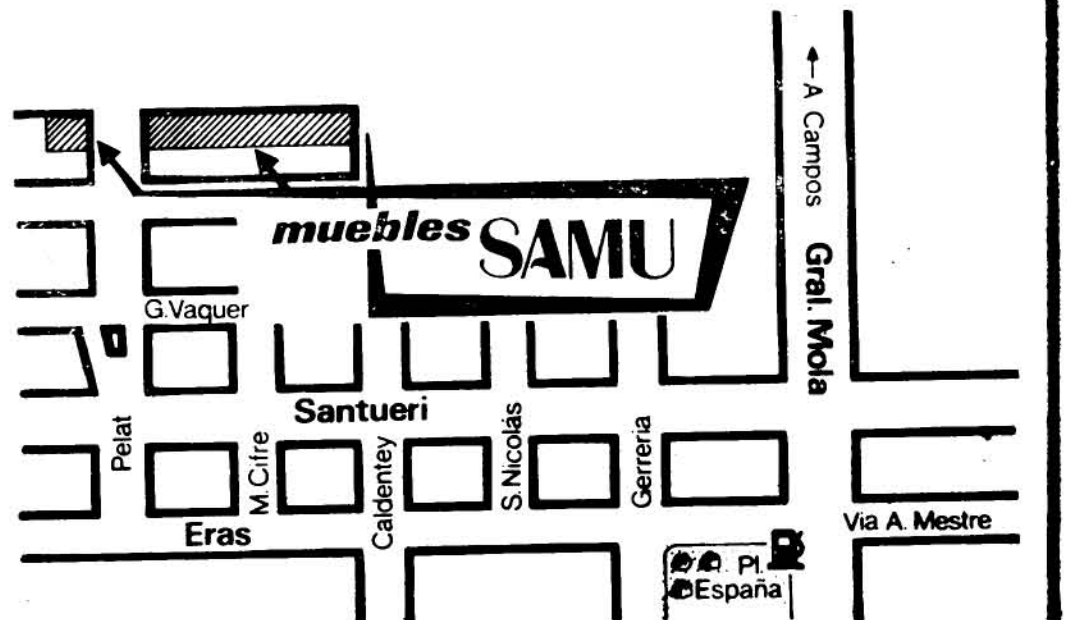 ← A Campos
muebles SAMU
Gral. Mola
G.Vaquer
Santueri
Pelat
M. Cifre
Caldentey
S. Nicolás
Gerreria
Eras
Via A. Mestre
Pl.
España